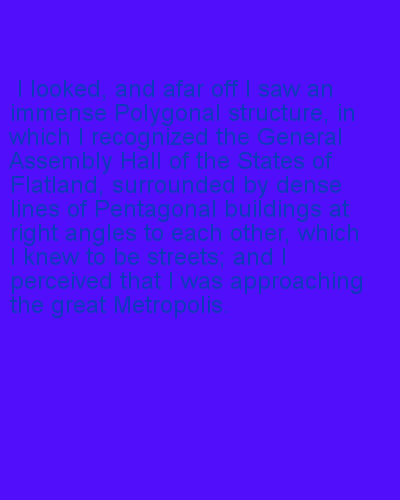 I looked, and afar off I saw an
immense Polygonal structure, in
which I recognized the General
Assembly Hall of the States of
Flatland, surrounded by dense
lines of Pentagonal buildings at
right angles to each other, which
I knew to be streets; and I
perceived that I was approaching
the great Metropolis.